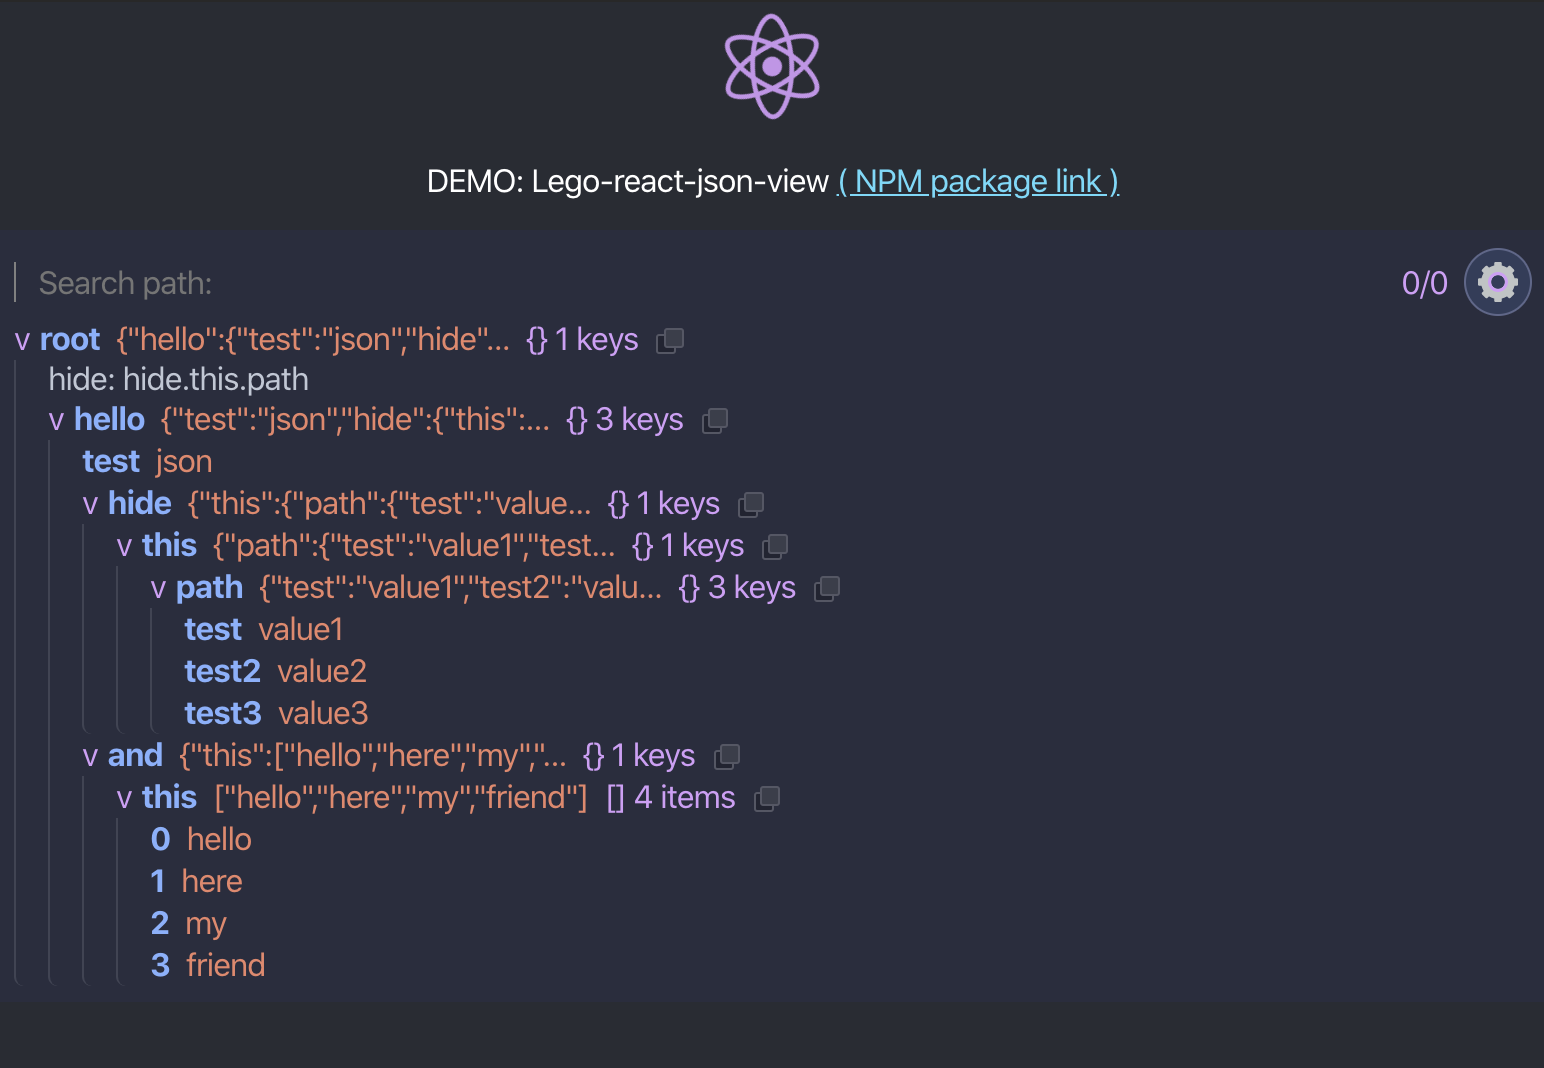 DEMO: Lego-react-json-view ( NPM package link )
Search path: 0/0
v root {"hello":{"test":"json","hide"... {} 1 keys
hide: hide.this.path
v hello {"test":"json","hide":{"this":... {} 3 keys
test json
v hide {"this":{"path":{"test":"value... {} 1 keys
v this {"path":{"test":"value1","test... {} 1 keys
v path {"test":"value1","test2":"valu... {} 3 keys
test value1
test2 value2
test3 value3
v and {"this":["hello","here","my","... {} 1 keys
v this ["hello","here","my","friend"] [] 4 items
0 hello
1 here
2 my
3 friend